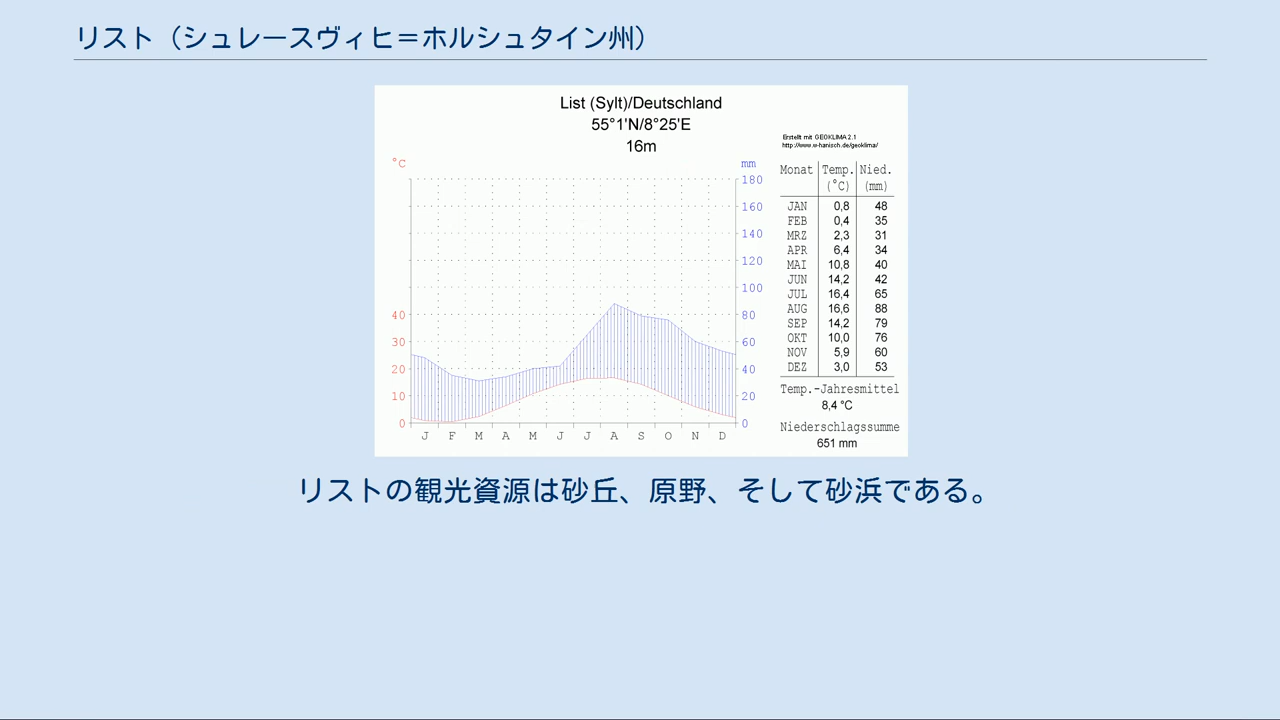 リスト（シュレースヴィヒ＝ホルシュタイン州）
List (Sylt)/Deutschland
55°1'N/8°25'E
16m
Erstellt mit GEOKLIMA 2.1
http://www.w-hanisch.de/geoklima/
°C
mm
180
160
140
120
100
40 80
30 60
20 40
10 20
0 0
J F M A M J J A S O N D
Monat Temp. Nied.
(°C) (mm)
JAN 0,8 48
FEB 0,4 35
MRZ 2,3 31
APR 6,4 34
MAI 10,8 40
JUN 14,2 42
JUL 16,4 65
AUG 16,6 88
SEP 14,2 79
OKT 10,0 76
NOV 5,9 60
DEZ 3,0 53
Temp.-Jahresmittel
8,4 °C
Niederschlagssumme
651 mm
リストの観光資源は砂丘、原野、そして砂浜である。